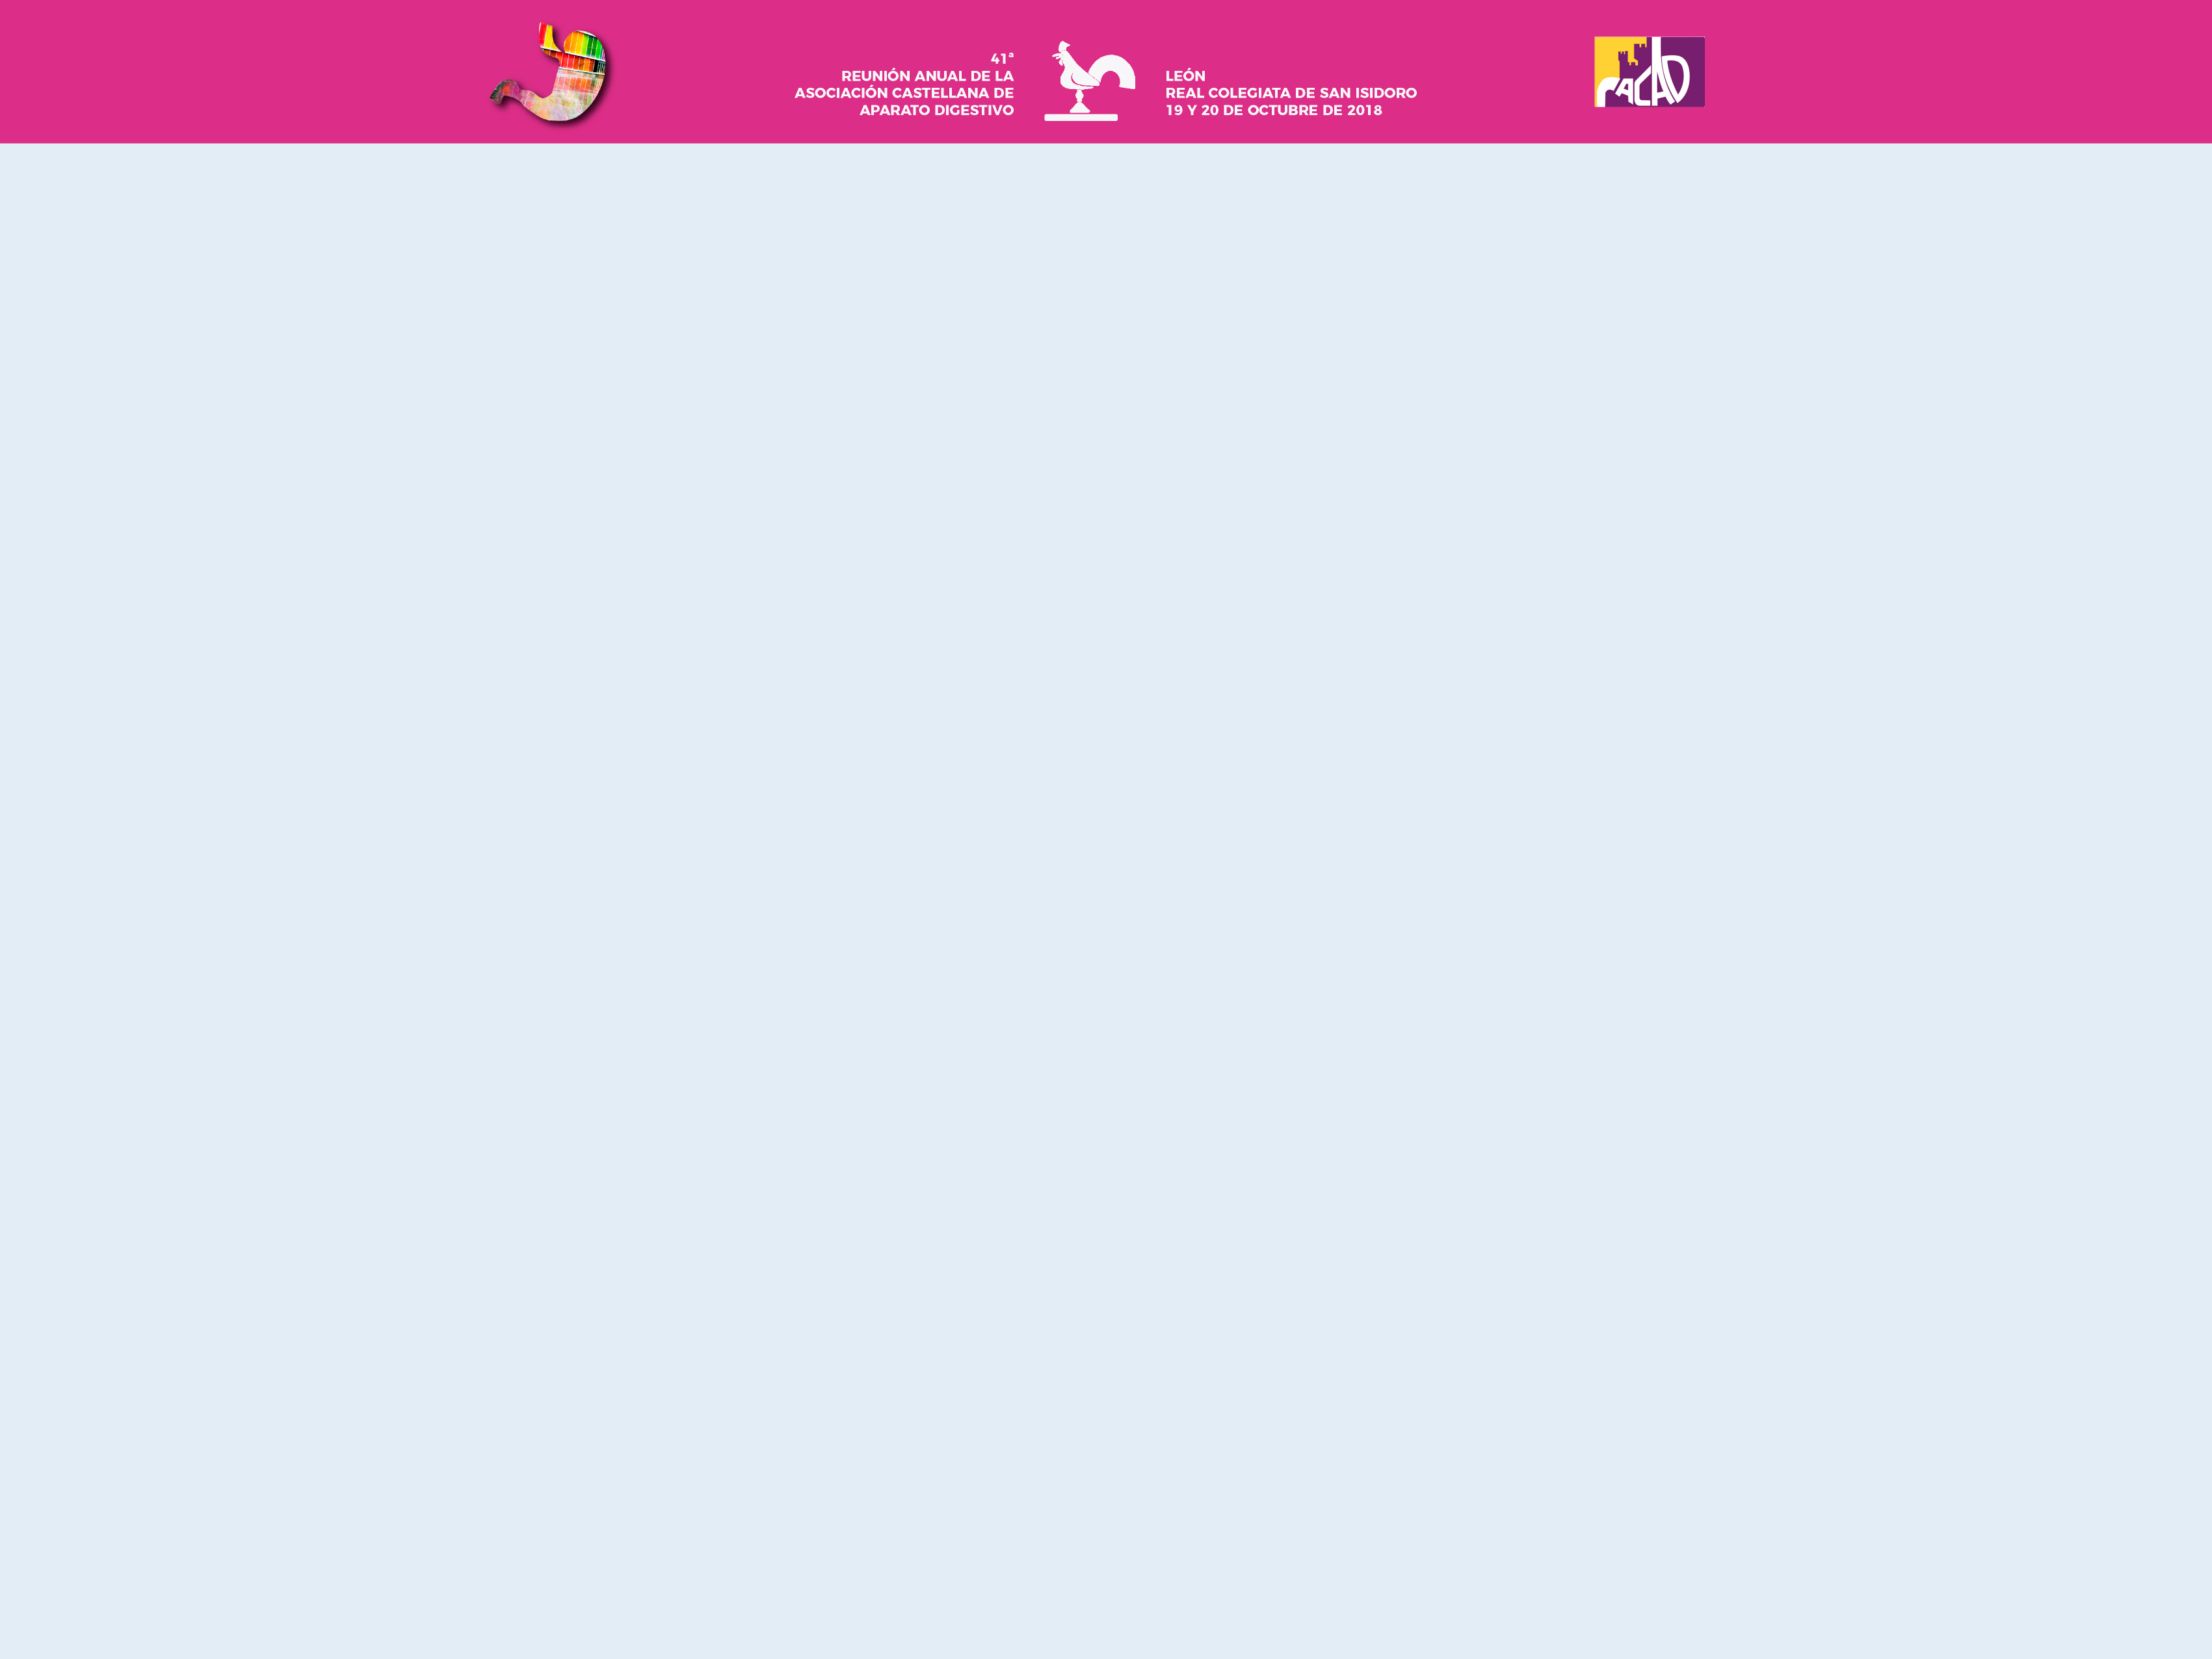 41ª
REUNIÓN ANUAL DE LA
ASOCIACIÓN CASTELLANA DE
APARATO DIGESTIVO
LEÓN
REAL COLEGIATA DE SAN ISIDORO
19 Y 20 DE OCTUBRE DE 2018
rACAD